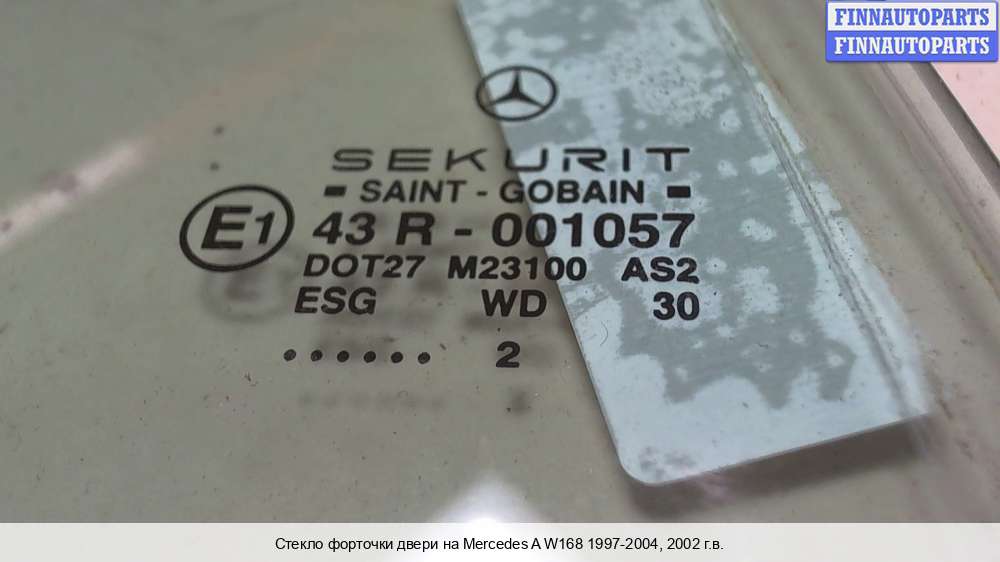 FINNAUTOPARTS
FINNAUTOPARTS
SEKURIT
SAINT - GOBAIN
E1 43 R - 001057
DOT27 M23100 AS2
ESG WD 30
...... 2
Стекло форточки двери на Mercedes A W168 1997-2004, 2002 г.в.